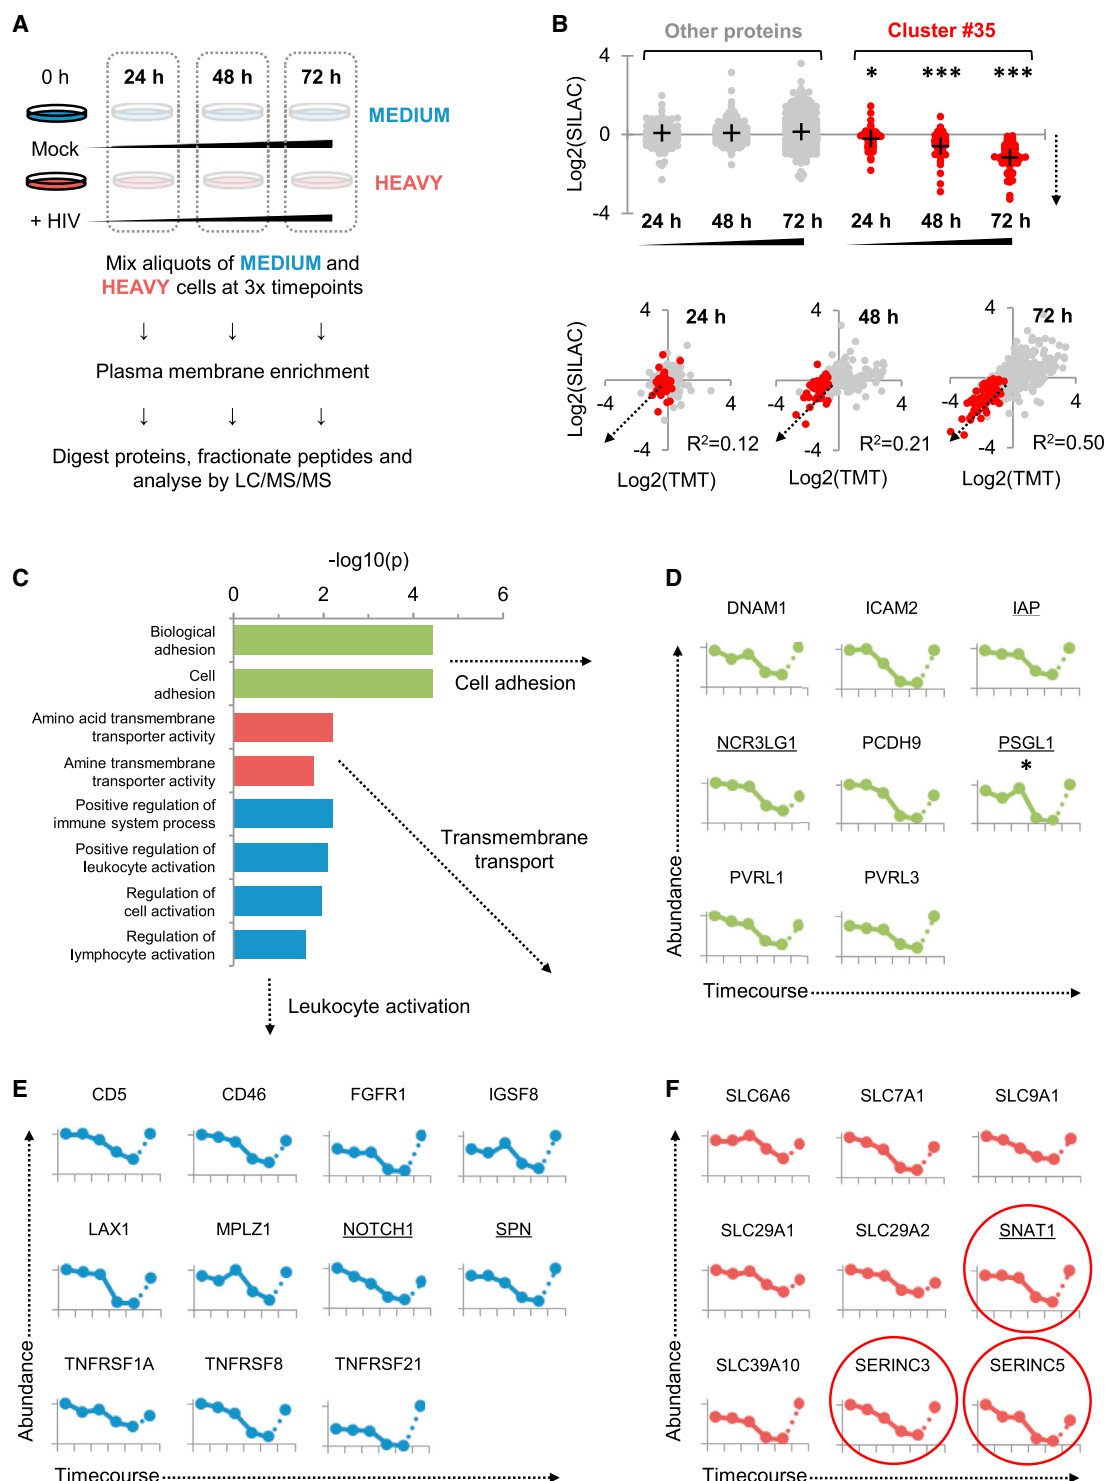 A
0 h
24 h
48 h
72 h
MEDIUM
Mock
HEAVY
+ HIV
Mix aliquots of MEDIUM and
HEAVY cells at 3x timepoints
↓ ↓ ↓
Plasma membrane enrichment
↓ ↓ ↓
Digest proteins, fractionate peptides and
analyse by LC/MS/MS
B
Other proteins
Cluster #35
* *** ***
Log2(SILAC)
4
0
-4
24 h
48 h
72 h
24 h
48 h
72 h
Log2(SILAC)
4
24 h
-4
4
-4
R²=0.12
Log2(TMT)
4
48 h
-4
4
-4
R²=0.21
Log2(TMT)
4
72 h
-4
4
-4
R²=0.50
Log2(TMT)
C
-log10(p)
0 2 4 6
Biological
adhesion
Cell
adhesion
Amino acid transmembrane
transporter activity
Amine transmembrane
transporter activity
Positive regulation of
immune system process
Positive regulation of
leukocyte activation
Regulation of
cell activation
Regulation of
lymphocyte activation
Cell adhesion
Transmembrane
transport
Leukocyte activation
D
DNAM1
ICAM2
IAP
NCR3LG1
PCDH9
PSGL1
*
PVRL1
PVRL3
Abundance
Timecourse
E
CD5
CD46
FGFR1
IGSF8
LAX1
MPLZ1
NOTCH1
SPN
TNFRSF1A
TNFRSF8
TNFRSF21
Abundance
Timecourse
F
SLC6A6
SLC7A1
SLC9A1
SLC29A1
SLC29A2
SNAT1
SLC39A10
SERINC3
SERINC5
Abundance
Timecourse